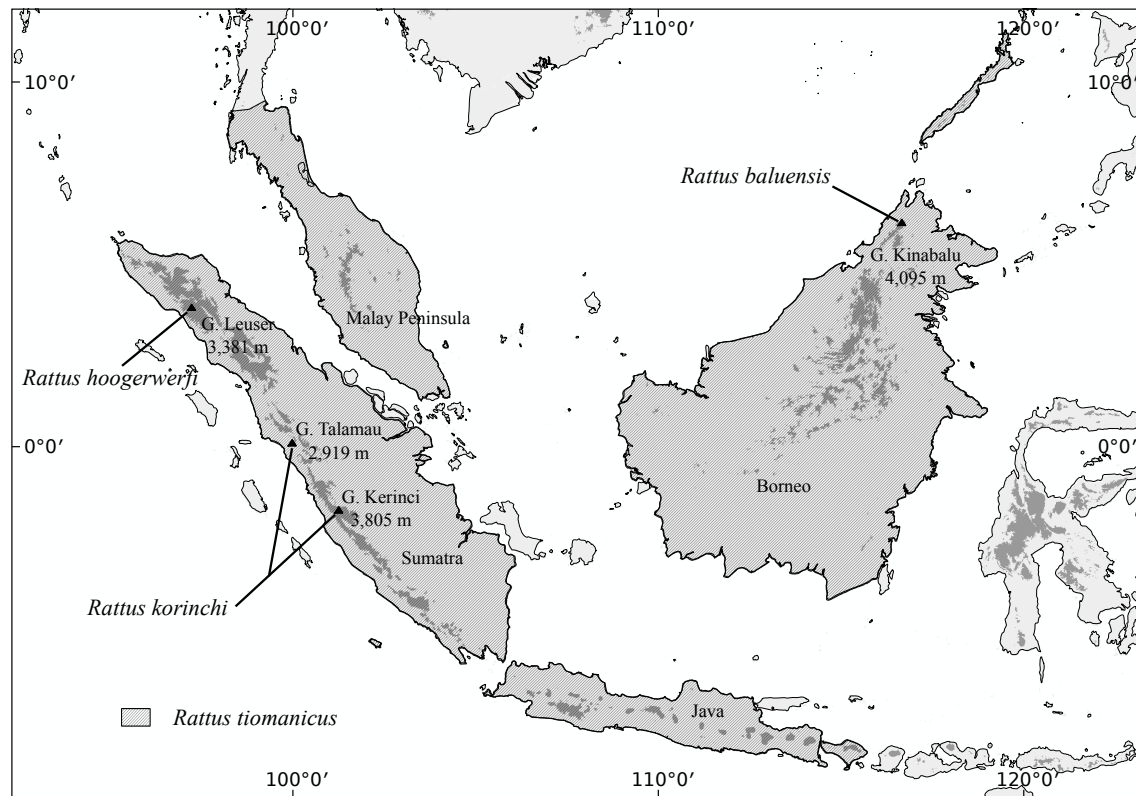 100°0′
110°0′
120°0′
10°0′
10°0′
Rattus baluensis
G. Kinabalu
4,095 m
Malay Peninsula
G. Leuser
3,381 m
Rattus hoogerwerfi
G. Talamau
2,919 m
0°0′
0°0′
Borneo
G. Kerinci
3,805 m
Sumatra
Rattus korinchi
Rattus tiomanicus
Java
100°0′
110°0′
120°0′